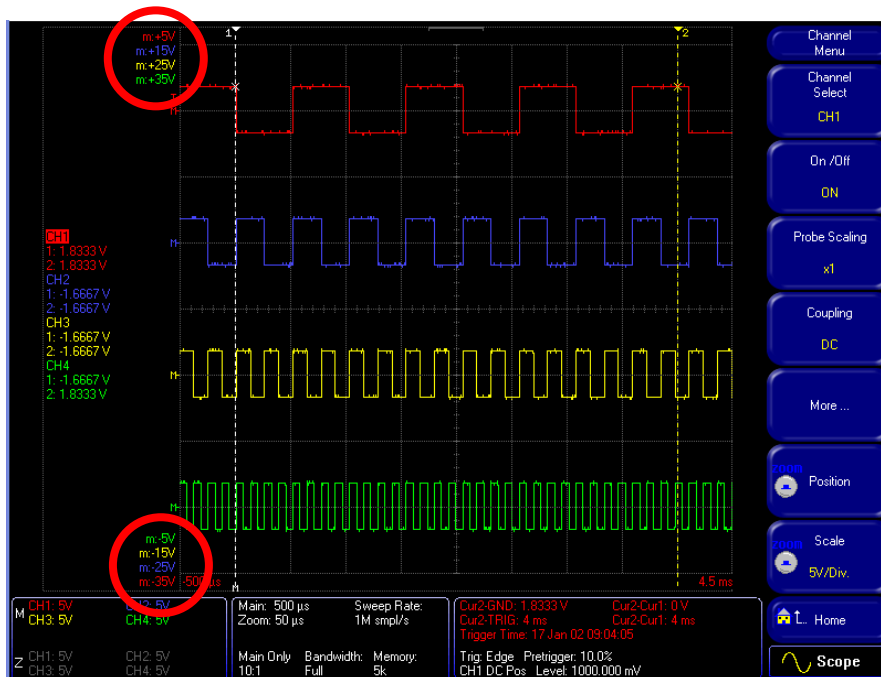 m:+5V
m:+15V
m:+25V
m:+35V
1
2
T
M
M
M
M
CH1
1: 1.8333 V
2: 1.8333 V
CH2
1: -1.6667 V
2: -1.6667 V
CH3
1: -1.6667 V
2: -1.6667 V
CH4
1: -1.6667 V
2: 1.8333 V
m:-5V
m:-15V
m:-25V
m:-35V
-500 µs
M
4.5 ms
M CH1: 5V CH2: 5V
CH3: 5V CH4: 5V
Z CH1: 5V CH2: 5V
CH3: 5V CH4: 5V
Main: 500 µs Sweep Rate:
Zoom: 50 µs 1M smpl/s
Main Only Bandwidth: Memory:
10:1 Full 5k
Cur2-GND: 1.8333 V Cur2-Cur1: 0 V
Cur2-TRIG: 4 ms Cur2-Cur1: 4 ms
Trigger Time: 17 Jan 02 09:04:05
Trig: Edge Pretrigger: 10.0%
CH1 DC Pos Level: 1000.000 mV
Channel
Menu
Channel
Select
CH1
On /Off
ON
Probe Scaling
x1
Coupling
DC
More ...
ZOOM
Position
ZOOM
Scale
5V/Div.
Home
Scope